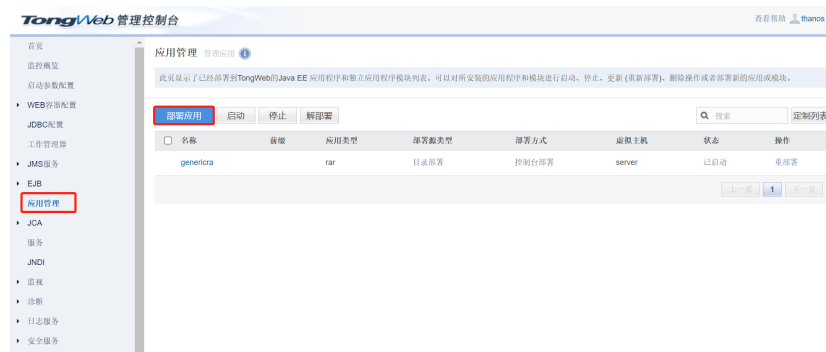 TongWeb 管理控制台
查看帮助 thanos
首页
监控概览
启动参数配置
WEB容器配置
JDBC配置
工作管理器
JMS服务
EJB
应用管理
JCA
服务
JNDI
监视
诊断
日志服务
安全服务
应用管理 管理应用
此页显示了已经部署到TongWeb的Java EE 应用程序和独立应用程序模块列表。可以对所安装的应用程序和模块进行启动、停止、更新 (重新部署)、删除操作或者部署新的应用或模块。
部署应用 启动 停止 解部署 搜索 定制列表
名称 前缀 应用类型 部署源类型 部署方式 虚拟主机 状态 操作
genericra rar 目录部署 控制台部署 server 已启动 重部署
上一页 1 下一页